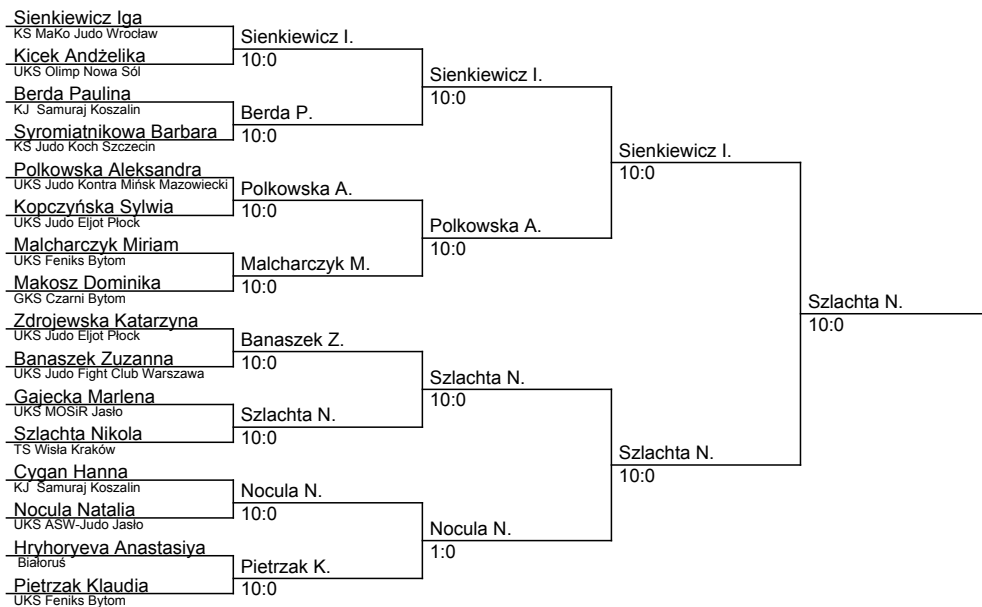 Sienkiewicz Iga
KS MaKo Judo Wrocław
Kicek Andżelika
UKS Olimp Nowa Sól
Berda Paulina
KJ  Samuraj Koszalin
Syromiatnikowa Barbara
KS Judo Koch Szczecin
Polkowska Aleksandra
UKS Judo Kontra Mińsk Mazowiecki
Kopczyńska Sylwia
UKS Judo Eljot Płock
Malcharczyk Miriam
UKS Feniks Bytom
Makosz Dominika
GKS Czarni Bytom
Zdrojewska Katarzyna
UKS Judo Eljot Płock
Banaszek Zuzanna
UKS Judo Fight Club Warszawa
Gajecka Marlena
UKS MOSiR Jasło
Szlachta Nikola
TS Wisła Kraków
Cygan Hanna
KJ  Samuraj Koszalin
Nocula Natalia
UKS ASW-Judo Jasło
Hryhoryeva Anastasiya
Białoruś
Pietrzak Klaudia
UKS Feniks Bytom
Sienkiewicz I.
10:0
Berda P.
10:0
Polkowska A.
10:0
Malcharczyk M.
10:0
Banaszek Z.
10:0
Szlachta N.
10:0
Nocula N.
10:0
Pietrzak K.
10:0
Sienkiewicz I.
10:0
Polkowska A.
10:0
Szlachta N.
10:0
Nocula N.
1:0
Sienkiewicz I.
10:0
Szlachta N.
10:0
Szlachta N.
10:0